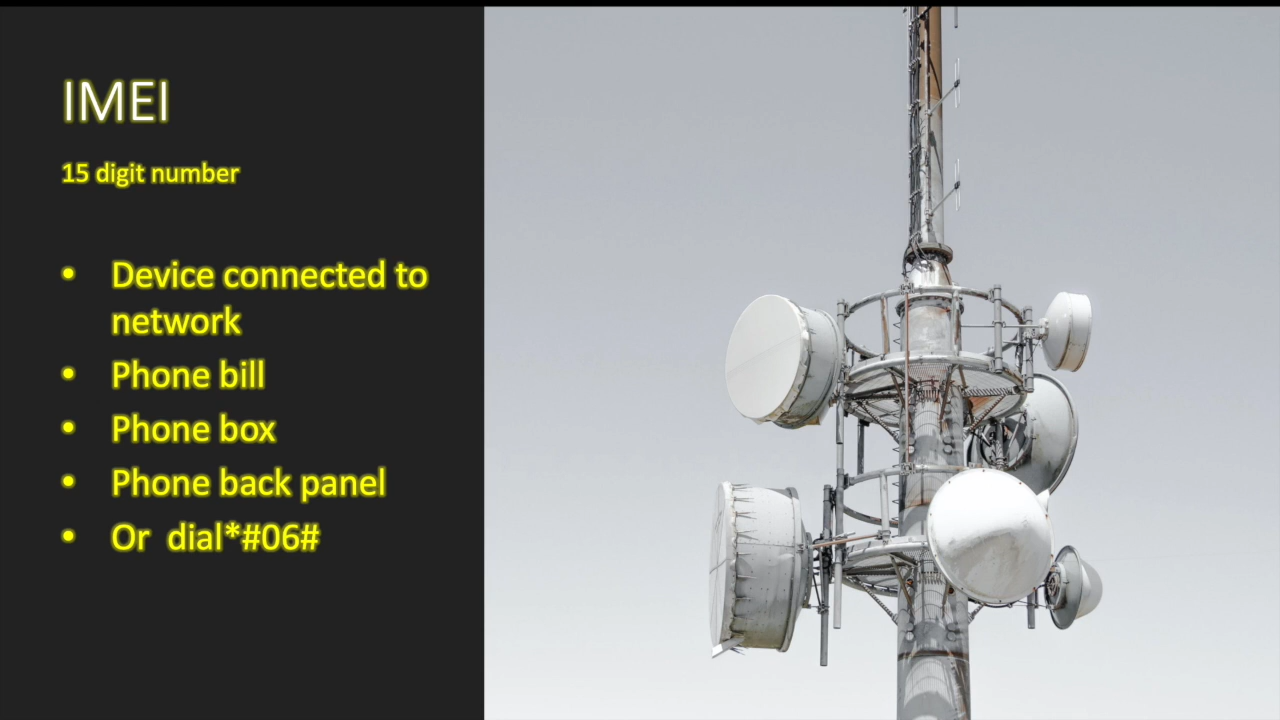 IMEI
15 digit number
• Device connected to
network
• Phone bill
• Phone box
• Phone back panel
• Or dial*#06#